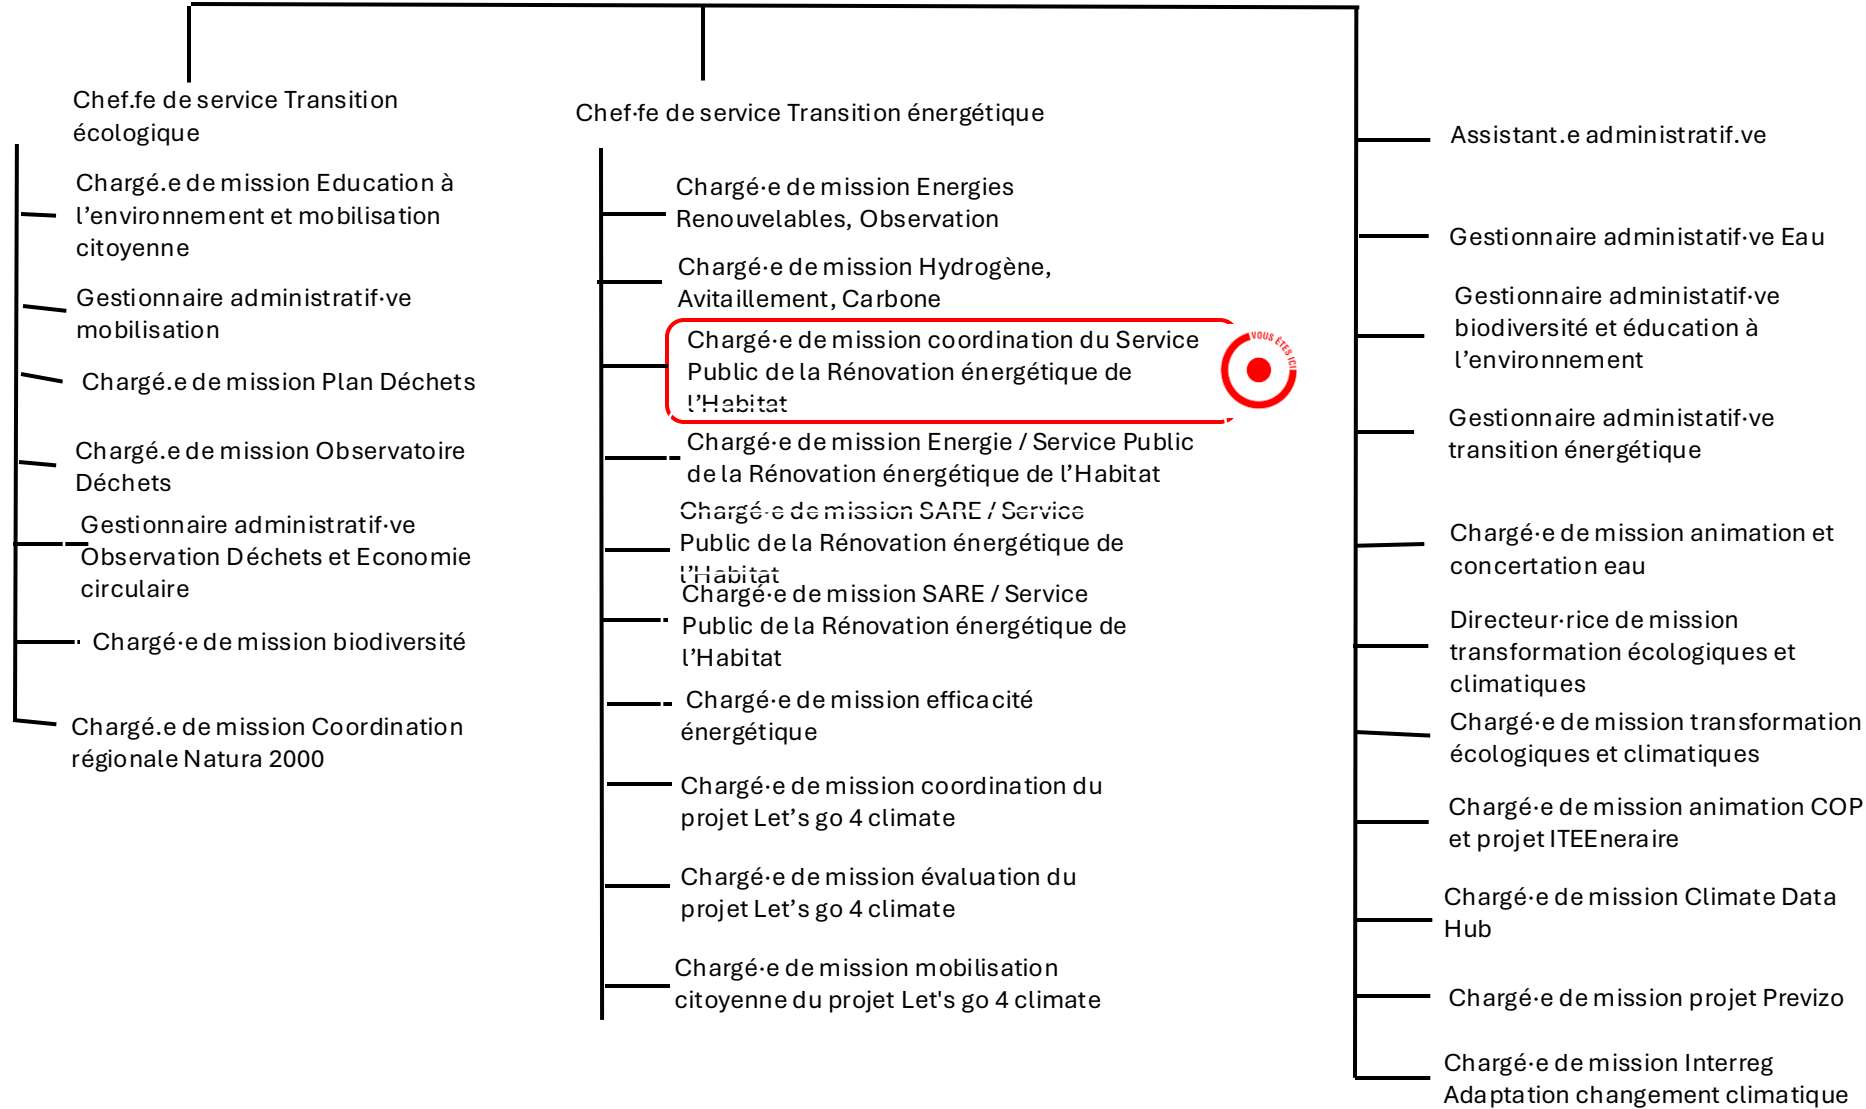 Chef.fe de service Transition
écologique
Chargé.e de mission Education à
l’environnement et mobilisation
citoyenne
Gestionnaire administratif·ve
mobilisation
Chargé.e de mission Plan Déchets
Chargé.e de mission Observatoire
Déchets
Gestionnaire administratif·ve
Observation Déchets et Economie
circulaire
Chargé·e de mission biodiversité
Chargé.e de mission Coordination
régionale Natura 2000
Chef·fe de service Transition énergétique
Chargé·e de mission Energies
Renouvelables, Observation
Chargé·e de mission Hydrogène,
Avitaillement, Carbone
Chargé·e de mission coordination du Service
Public de la Rénovation énergétique de
l’Habitat
VOUS ÊTES ICI
Chargé·e de mission Energie / Service Public
de la Rénovation énergétique de l’Habitat
Chargé·e de mission SARE / Service
Public de la Rénovation énergétique de
l’Habitat
Chargé·e de mission SARE / Service
Public de la Rénovation énergétique de
l’Habitat
Chargé·e de mission efficacité
énergétique
Chargé·e de mission coordination du
projet Let’s go 4 climate
Chargé·e de mission évaluation du
projet Let’s go 4 climate
Chargé·e de mission mobilisation
citoyenne du projet Let's go 4 climate
Assistant.e administratif.ve
Gestionnaire administatif·ve Eau
Gestionnaire administatif·ve
biodiversité et éducation à
l’environnement
Gestionnaire administatif·ve
transition énergétique
Chargé·e de mission animation et
concertation eau
Directeur·rice de mission
transformation écologiques et
climatiques
Chargé·e de mission transformation
écologiques et climatiques
Chargé·e de mission animation COP
et projet ITEEneraire
Chargé·e de mission Climate Data
Hub
Chargé·e de mission projet Previzo
Chargé·e de mission Interreg
Adaptation changement climatique